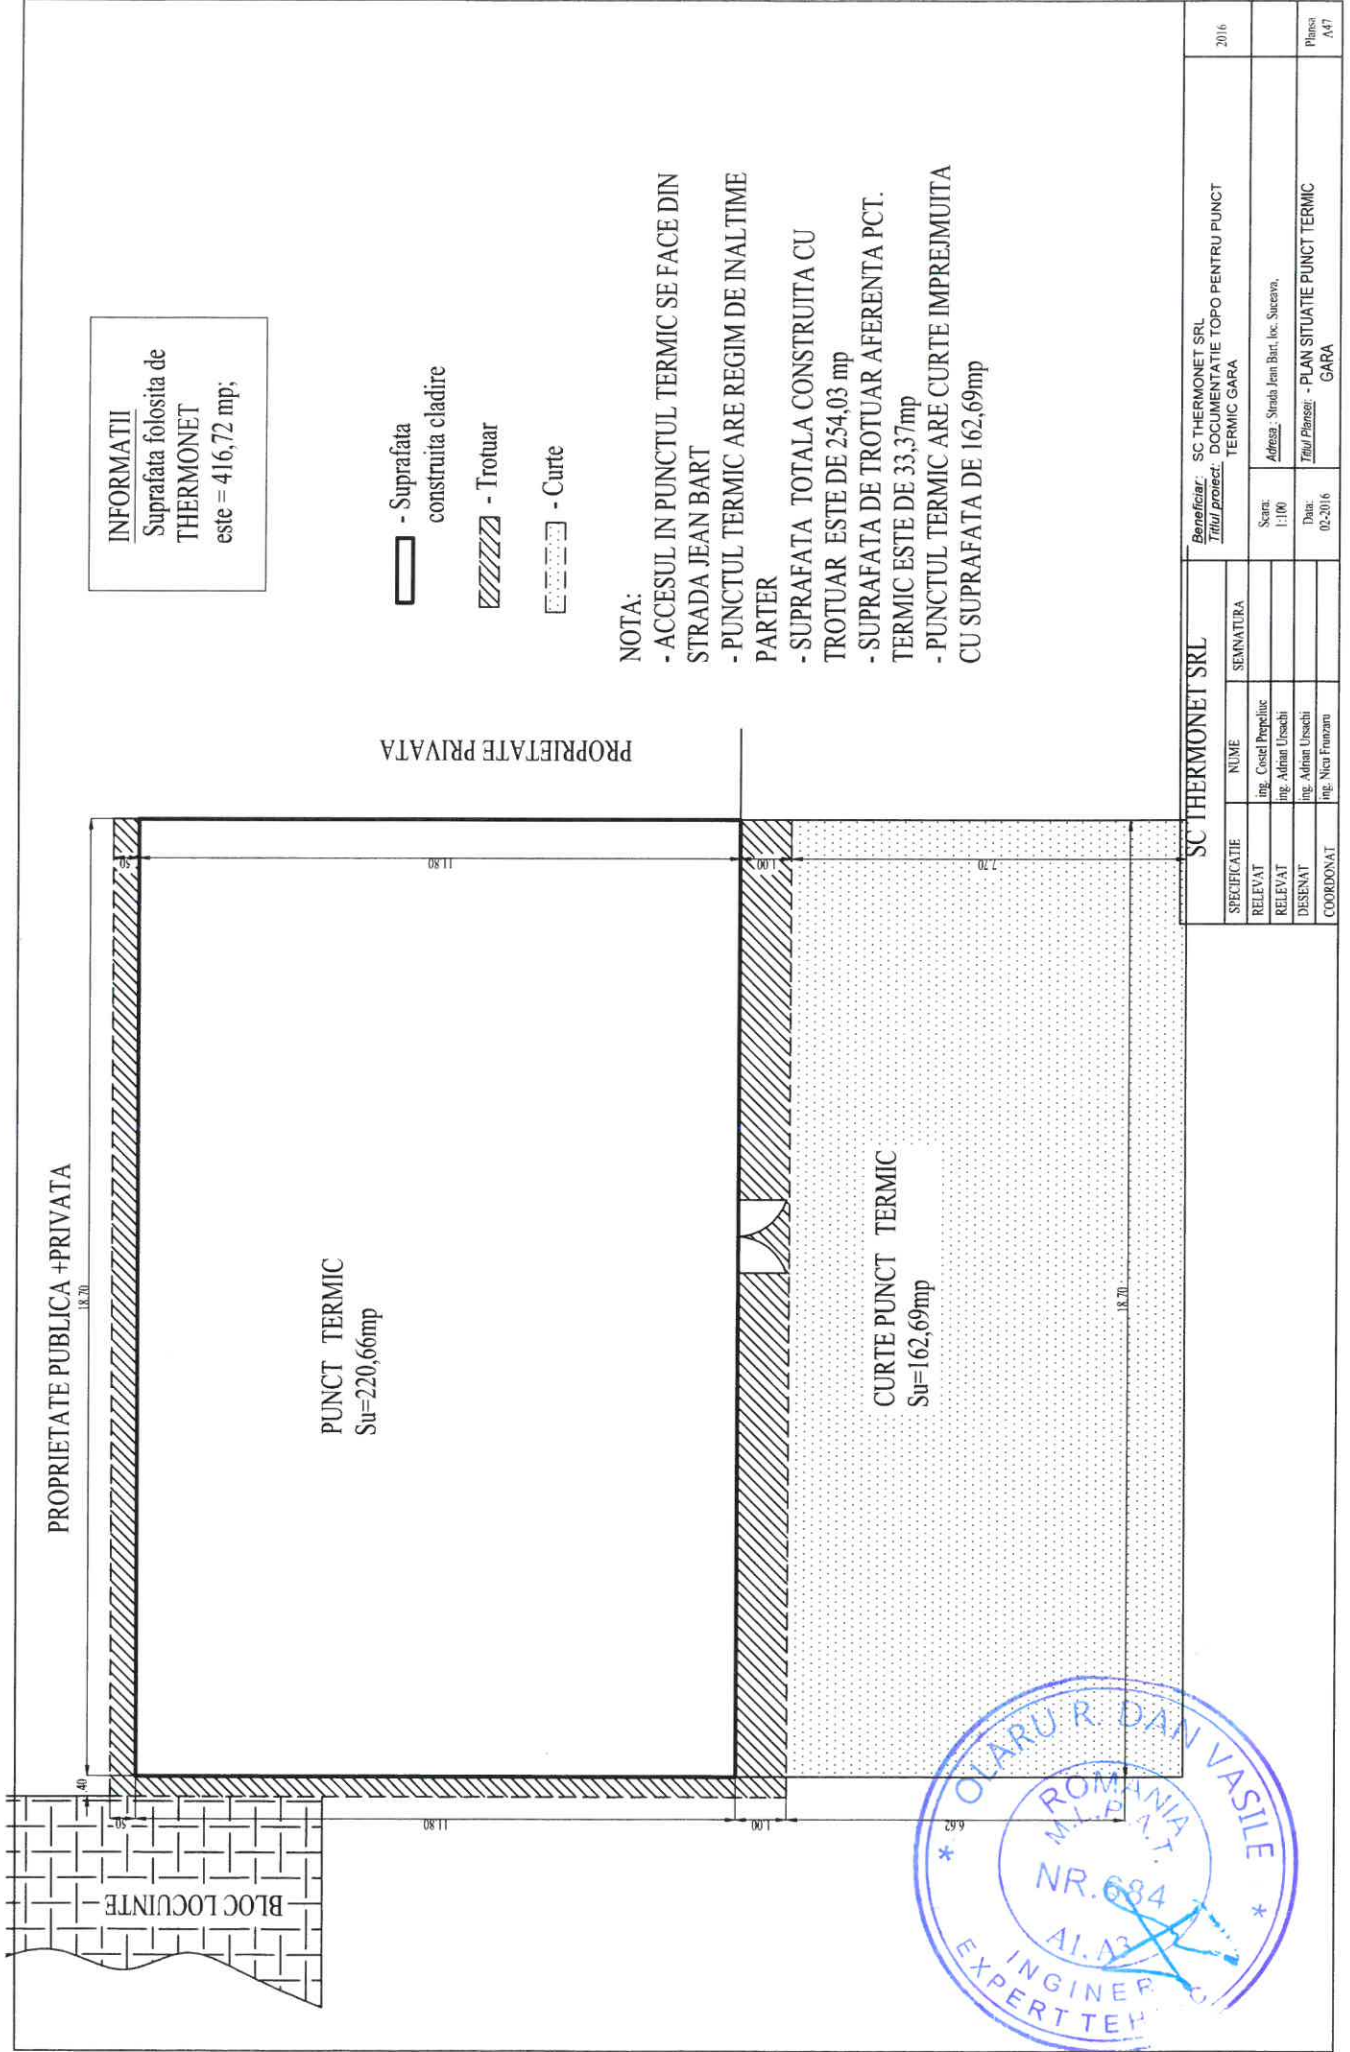 PROPRIETATE PUBLICA +PRIVATA
18.70
40
50
50
BLOC LOCUINTE
11.80
11.80
PUNCT TERMIC
Su=220,66mp
1.00
1.00
CURTE PUNCT TERMIC
Su=162,69mp
6.62
7.70
18.70
PROPRIETATE PRIVATA
INFORMATII
Suprafata folosita de
THERMONET
este = 416,72 mp;
- Suprafata
construita cladire
- Trotuar
- Curte
NOTA:
- ACCESUL IN PUNCTUL TERMIC SE FACE DIN
STRADA JEAN BART
- PUNCTUL TERMIC ARE REGIM DE INALTIME
PARTER
- SUPRAFATA TOTALA CONSTRUITA CU
TROTUAR ESTE DE 254,03 mp
- SUPRAFATA DE TROTUAR AFERENTA PCT.
TERMIC ESTE DE 33,37mp
- PUNCTUL TERMIC ARE CURTE IMPREJMUITA
CU SUPRAFATA DE 162,69mp
SC THERMONET SRL
SPECIFICATIE NUME SEMNATURA
RELEVAT ing. Costel Prepeliuc
RELEVAT ing. Adrian Ursachi
DESENAT ing. Adrian Ursachi
COORDONAT ing. Nicu Frunzaru
Beneficiar: SC THERMONET SRL
Titlul proiect: DOCUMENTATIE TOPO PENTRU PUNCT
TERMIC GARA
2016
Scara:
1:100
Adresa: Strada Jean Bart, loc. Suceava,
Data:
02-2016
Titlul Plansei: - PLAN SITUATIE PUNCT TERMIC
GARA
Plansa
A47
* OLARU R. DAN VASILE *
ROMANIA
M.L.P.A.T.
NR. 684
A1.A3
INGINER
EXPERT